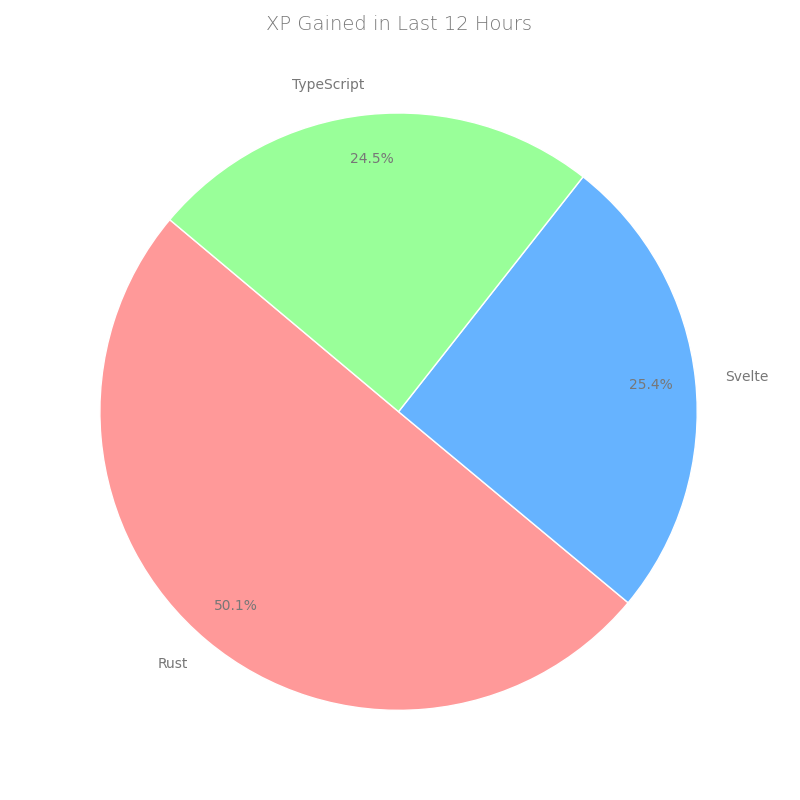 XP Gained in Last 12 Hours
TypeScript
24.5%
Svelte
25.4%
50.1%
Rust